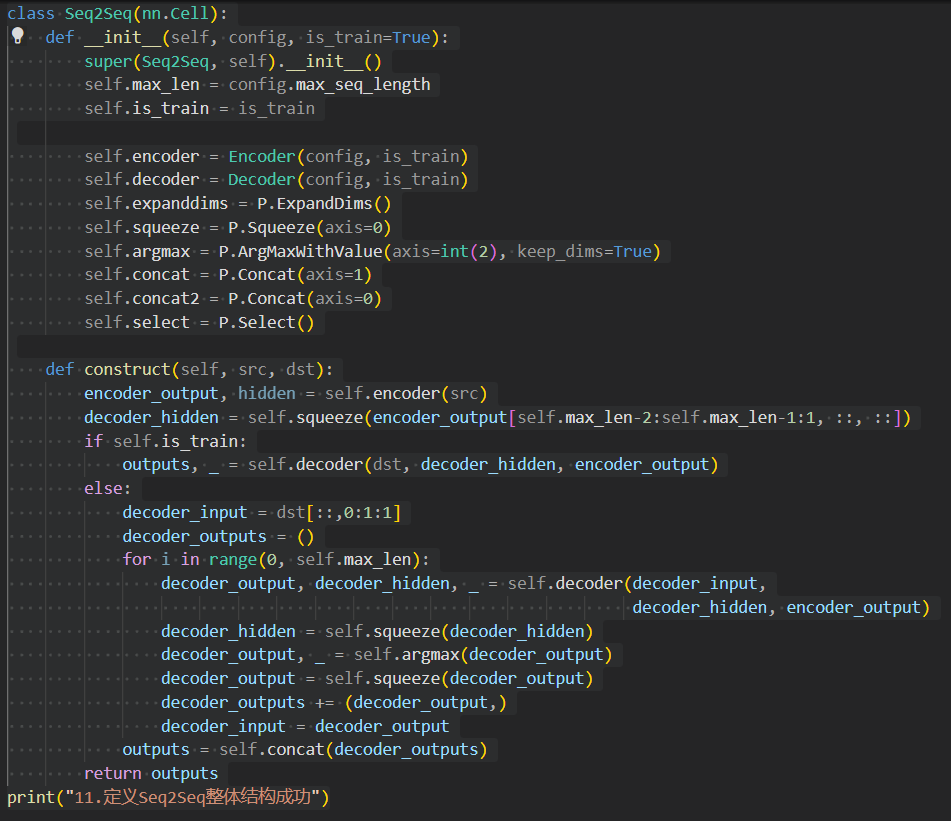 class Seq2Seq(nn.Cell):
    def __init__(self, config, is_train=True):
        super(Seq2Seq, self).__init__()
        self.max_len = config.max_seq_length
        self.is_train = is_train

        self.encoder = Encoder(config, is_train)
        self.decoder = Decoder(config, is_train)
        self.expanddims = P.ExpandDims()
        self.squeeze = P.Squeeze(axis=0)
        self.argmax = P.ArgMaxWithValue(axis=int(2), keep_dims=True)
        self.concat = P.Concat(axis=1)
        self.concat2 = P.Concat(axis=0)
        self.select = P.Select()

    def construct(self, src, dst):
        encoder_output, hidden = self.encoder(src)
        decoder_hidden = self.squeeze(encoder_output[self.max_len-2:self.max_len-1:1, ::, ::])
        if self.is_train:
            outputs, _ = self.decoder(dst, decoder_hidden, encoder_output)
        else:
            decoder_input = dst[::,0:1:1]
            decoder_outputs = ()
            for i in range(0, self.max_len):
                decoder_output, decoder_hidden, _ = self.decoder(decoder_input,
                                                                 decoder_hidden, encoder_output)
                decoder_hidden = self.squeeze(decoder_hidden)
                decoder_output, _ = self.argmax(decoder_output)
                decoder_output = self.squeeze(decoder_output)
                decoder_outputs += (decoder_output,)
                decoder_input = decoder_output
            outputs = self.concat(decoder_outputs)
        return outputs
print("11.定义Seq2Seq整体结构成功")